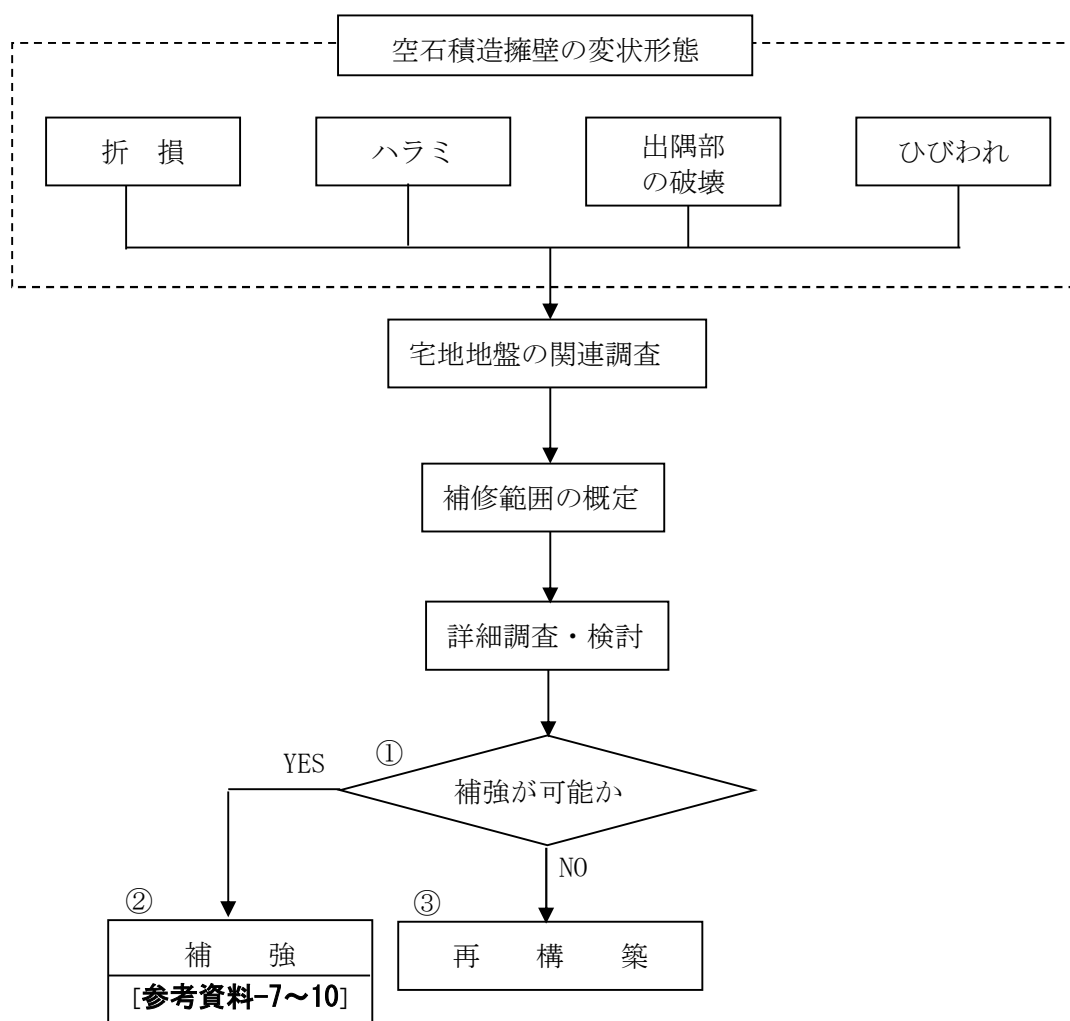 空石積造擁壁の変状形態
折　損
ハラミ
出隅部
の破壊
ひびわれ
宅地地盤の関連調査
補修範囲の概定
詳細調査・検討
①
YES
補強が可能か
NO
②
補　　強
[参考資料-7～10]
③
再　構　築